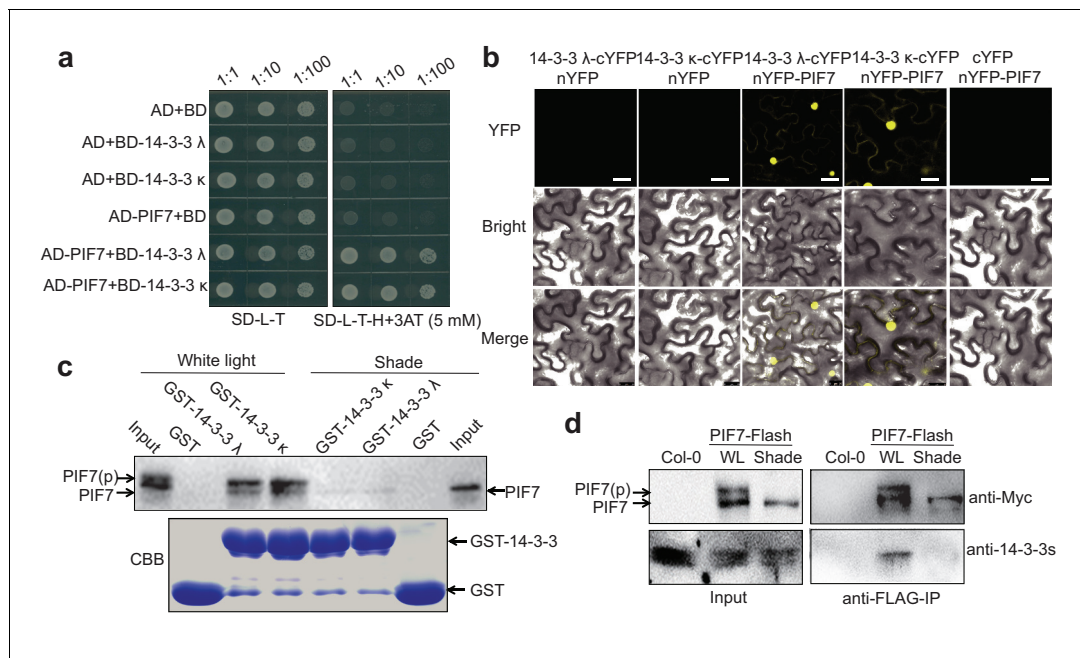 a
1:1 1:10 1:100 1:1 1:10 1:100
AD+BD
AD+BD-14-3-3 λ
AD+BD-14-3-3 κ
AD-PIF7+BD
AD-PIF7+BD-14-3-3 λ
AD-PIF7+BD-14-3-3 κ
SD-L-T SD-L-T-H+3AT (5 mM)
b
14-3-3 λ-cYFP 14-3-3 κ-cYFP 14-3-3 λ-cYFP 14-3-3 κ-cYFP cYFP
nYFP nYFP nYFP-PIF7 nYFP-PIF7 nYFP-PIF7
YFP
Bright
Merge
c
White light Shade
Input GST GST-14-3-3 λ GST-14-3-3 κ GST-14-3-3 κ GST-14-3-3 λ GST Input
PIF7(p)
PIF7 PIF7
CBB
GST-14-3-3
GST
d
PIF7-Flash PIF7-Flash
Col-0 WL Shade Col-0 WL Shade
PIF7(p)
PIF7
anti-Myc
anti-14-3-3s
Input anti-FLAG-IP